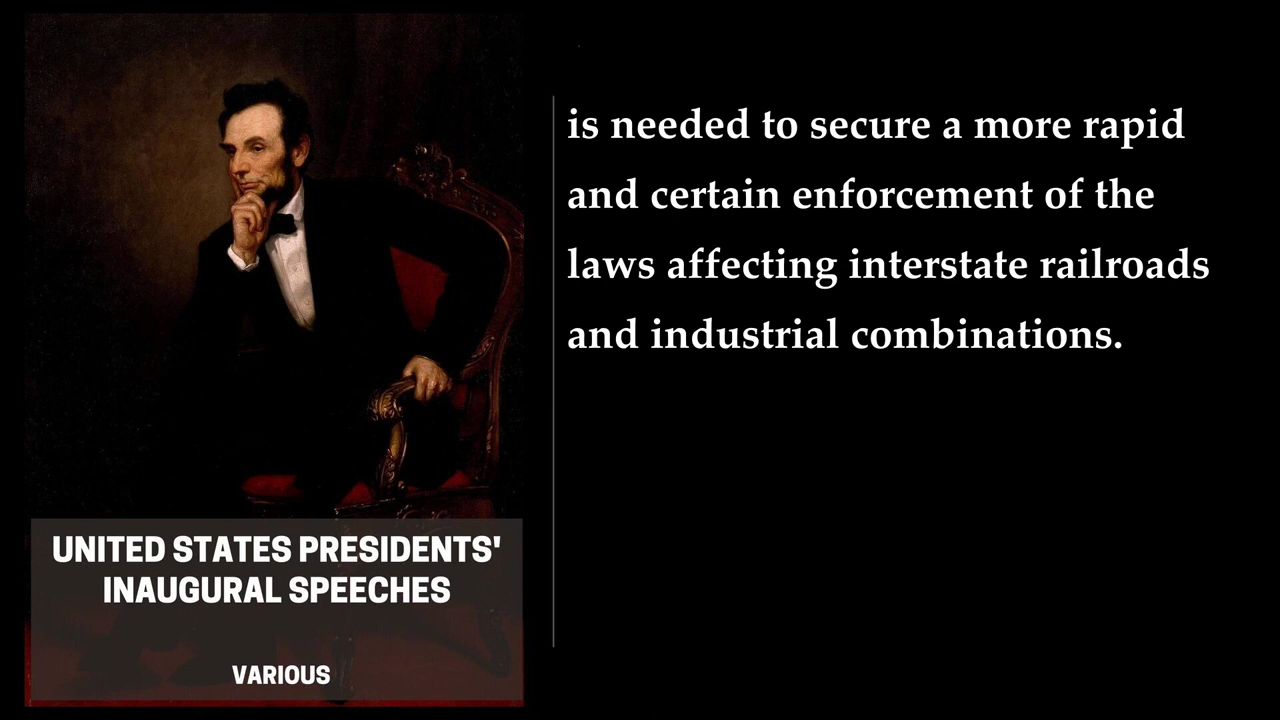 is needed to secure a more rapid
and certain enforcement of the
laws affecting interstate railroads
and industrial combinations.
UNITED STATES PRESIDENTS'
INAUGURAL SPEECHES
VARIOUS